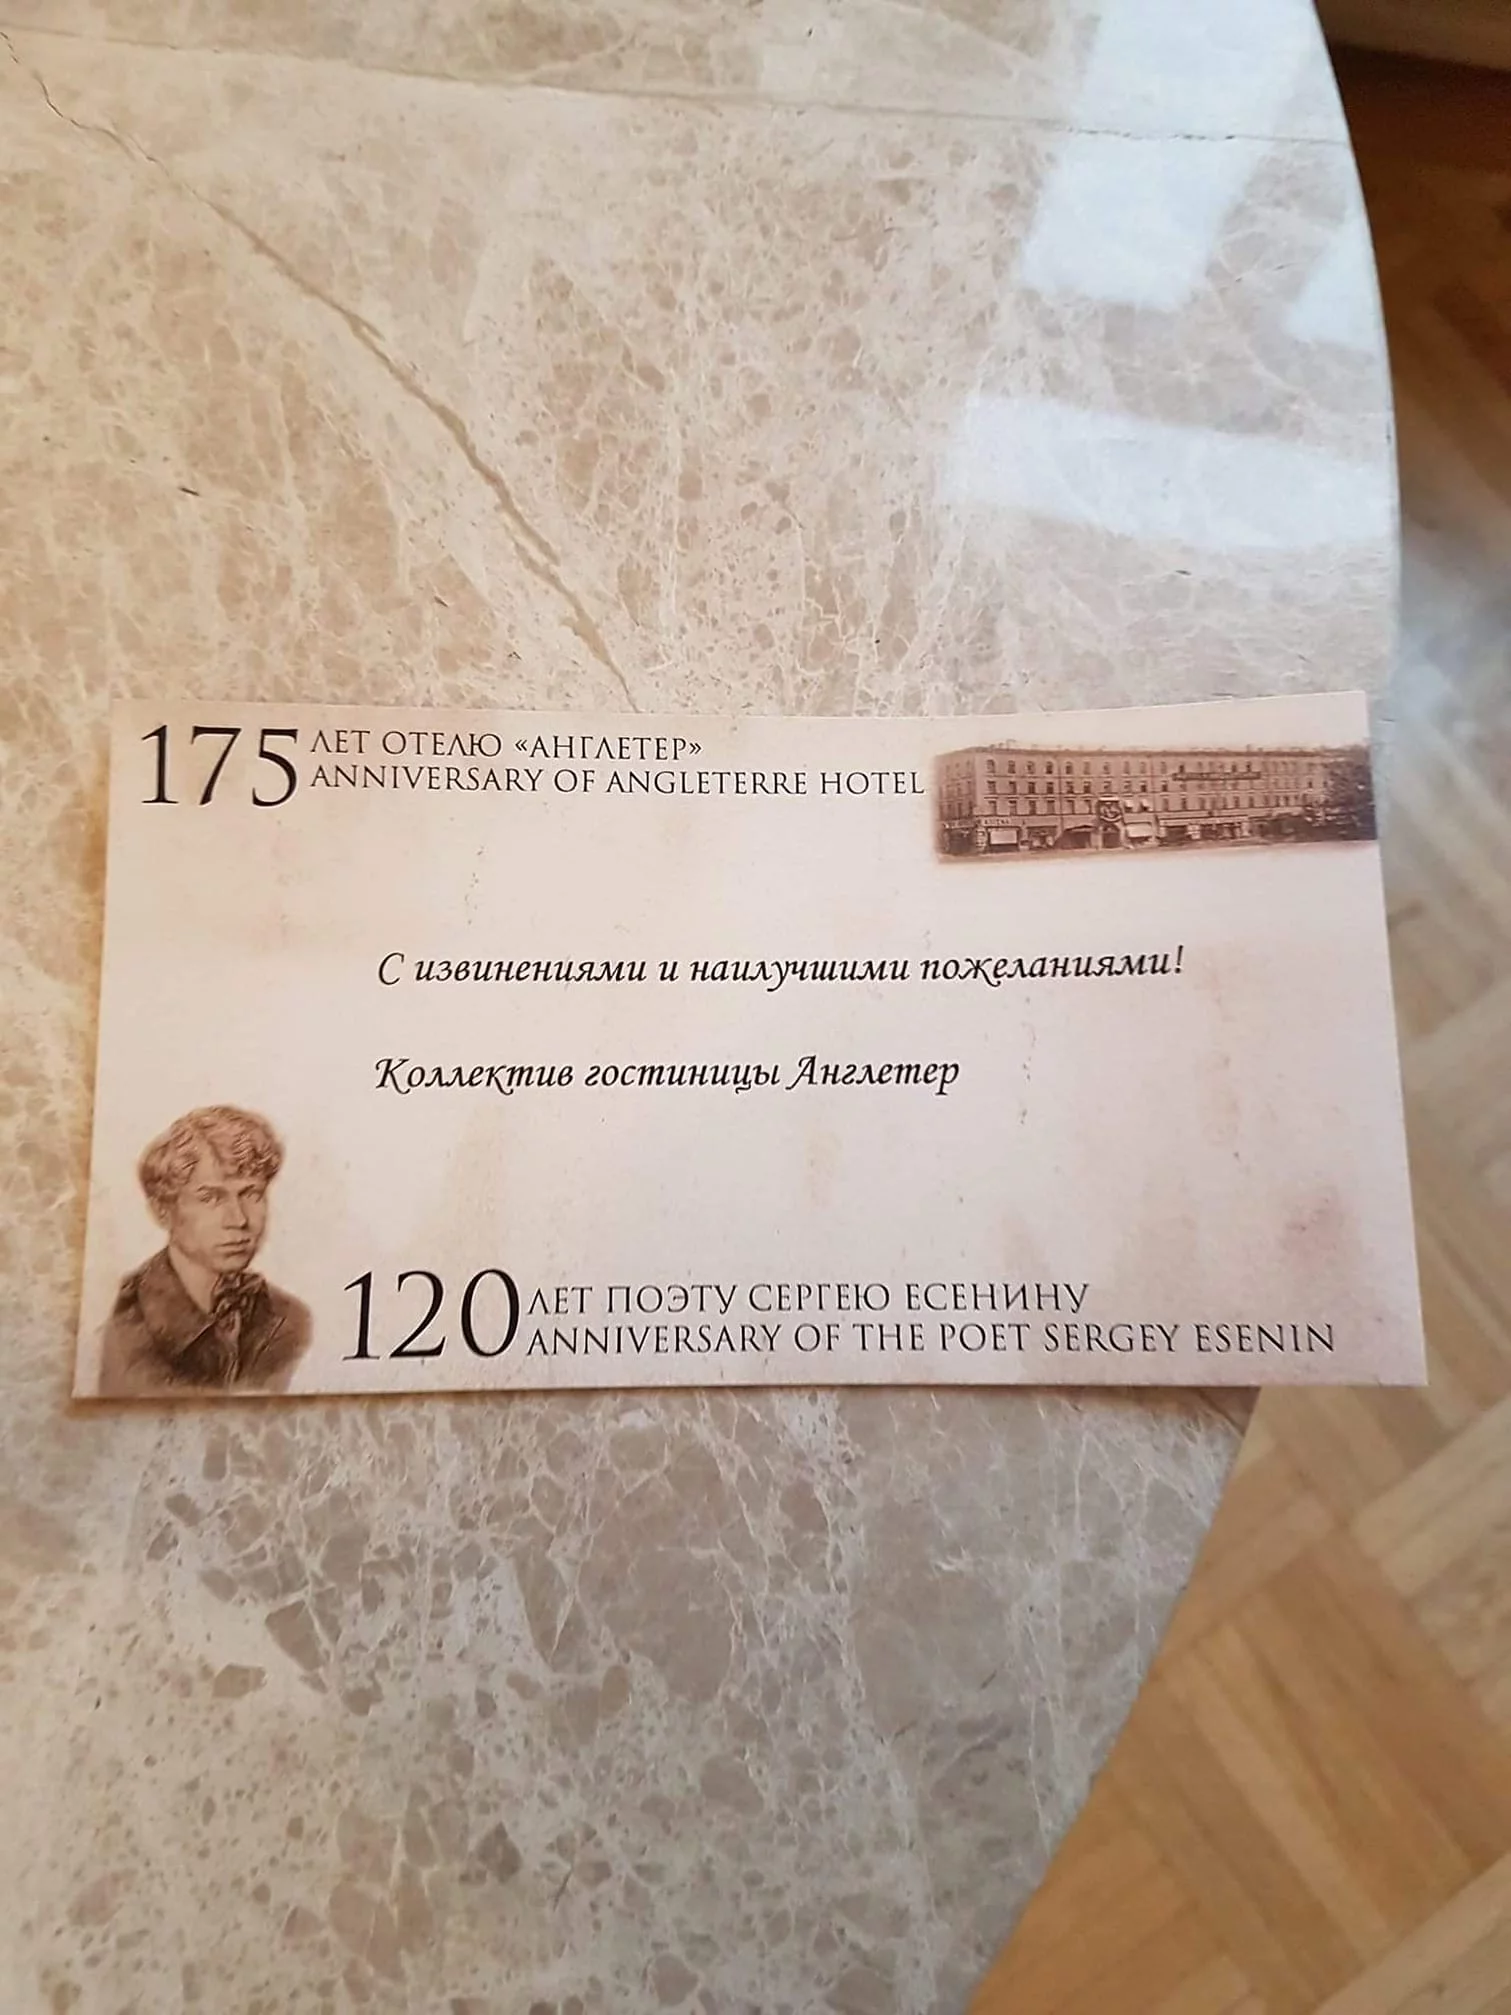 175 ЛЕТ ОТЕЛЮ «АНГЛЕТЕР»
ANNIVERSARY OF ANGLETERRE HOTEL
С извинениями и наилучшими пожеланиями!
Коллектив гостиницы Англетер
120 ЛЕТ ПОЭТУ СЕРГЕЮ ЕСЕНИНУ
ANNIVERSARY OF THE POET SERGEY ESENIN